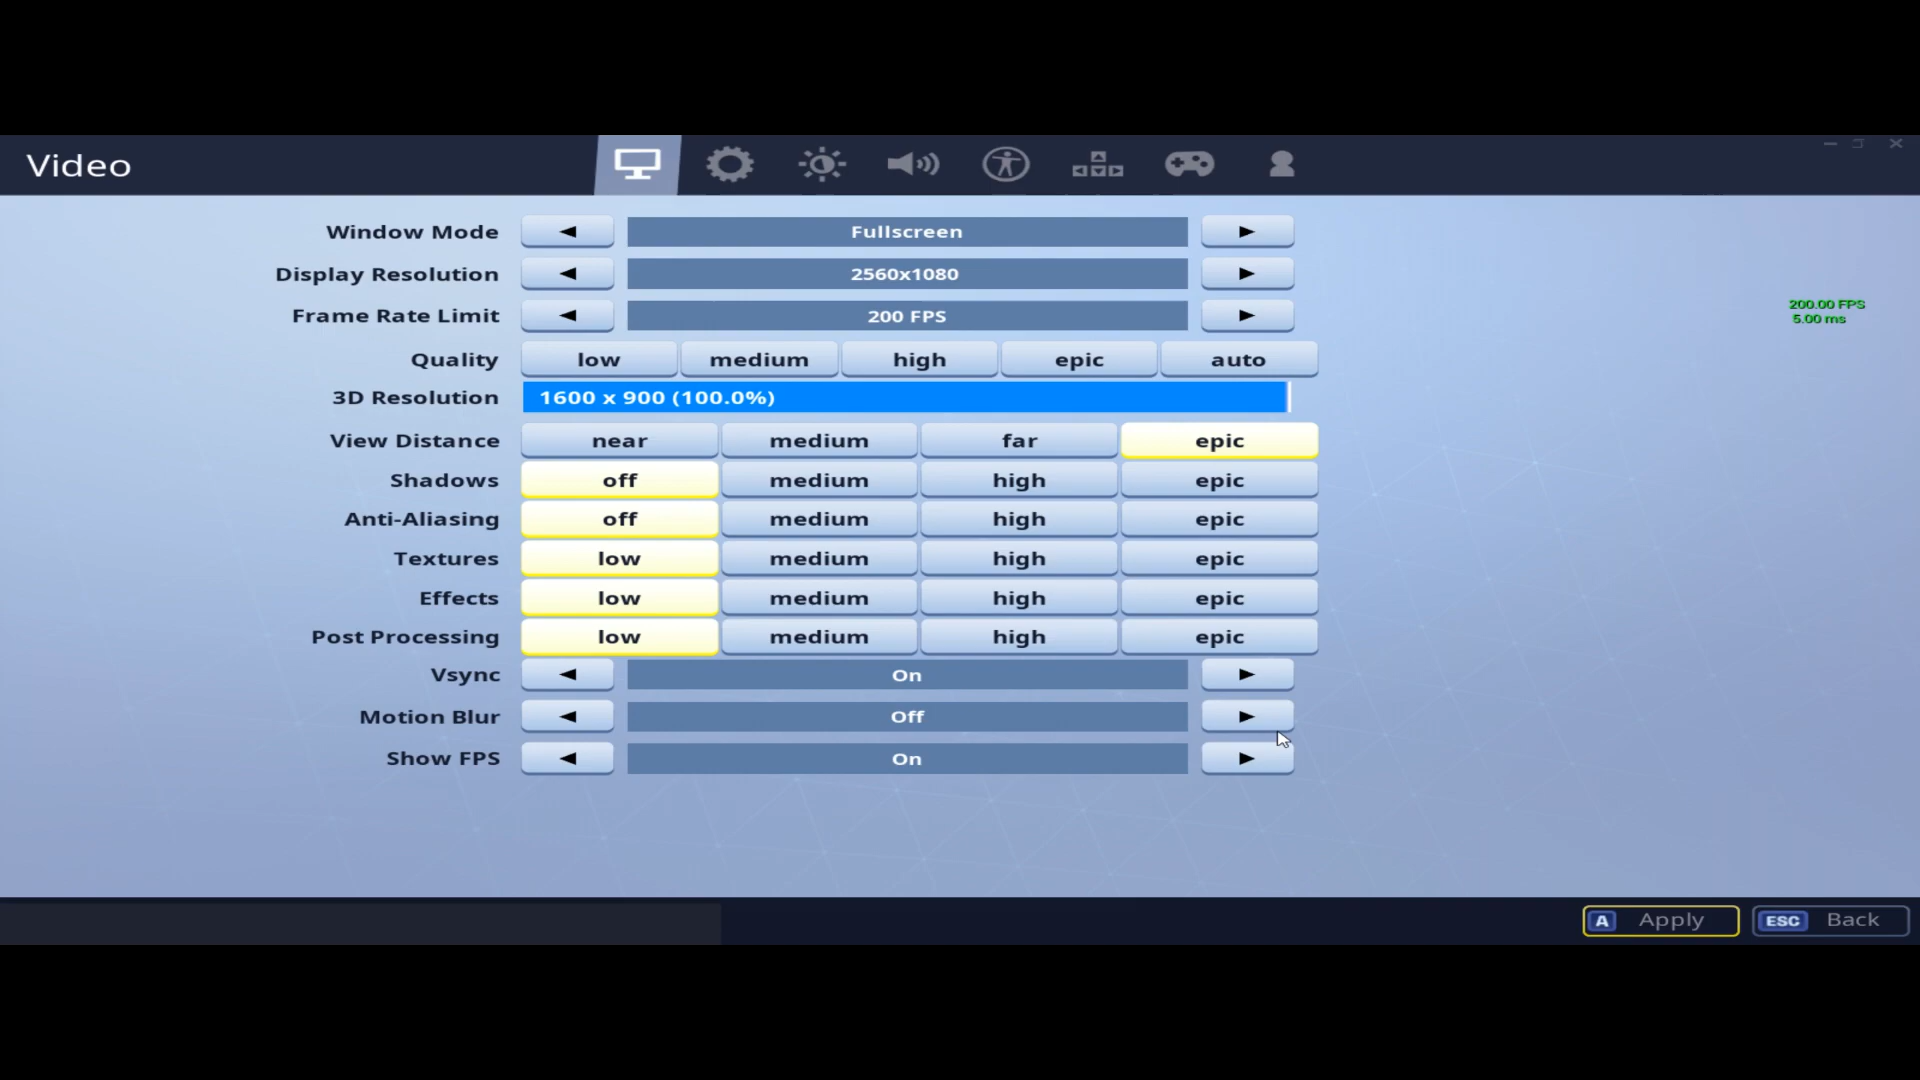 Video
Window Mode ◄ Fullscreen ►
Display Resolution ◄ 2560x1080 ►
Frame Rate Limit ◄ 200 FPS ►
200.00 FPS
5.00 ms
Quality low medium high epic auto
3D Resolution 1600 x 900 (100.0%)
View Distance near medium far epic
Shadows off medium high epic
Anti-Aliasing off medium high epic
Textures low medium high epic
Effects low medium high epic
Post Processing low medium high epic
Vsync ◄ On ►
Motion Blur ◄ Off ►
Show FPS ◄ On ►
A Apply ESC Back